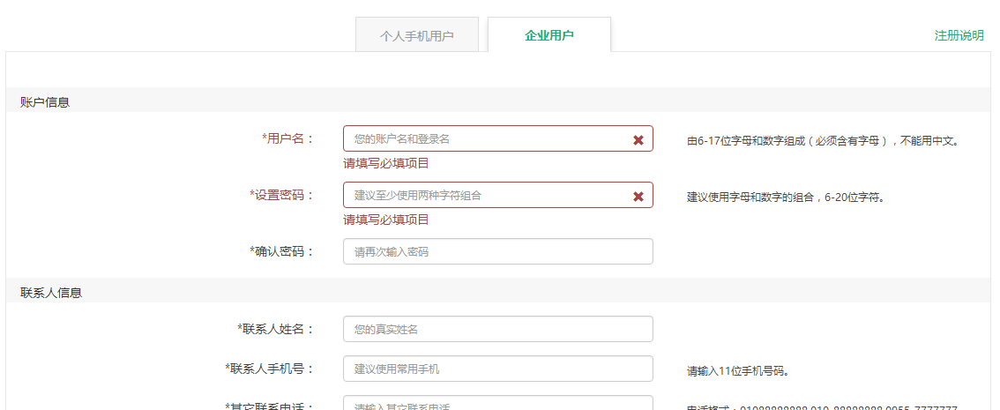 个人手机用户 企业用户 注册说明
账户信息
*用户名： 您的账户名和登录名 由6-17位字母和数字组成（必须含有字母），不能用中文。
请填写必填项目
*设置密码： 建议至少使用两种字符组合 建议使用字母和数字的组合，6-20位字符。
请填写必填项目
*确认密码： 请再次输入密码
联系人信息
*联系人姓名： 您的真实姓名
*联系人手机号： 建议使用常用手机 请输入11位手机号码。
*其它联系电话： 请输入其它联系电话 电话格式：01088888888,010-88888888,0955-7777777